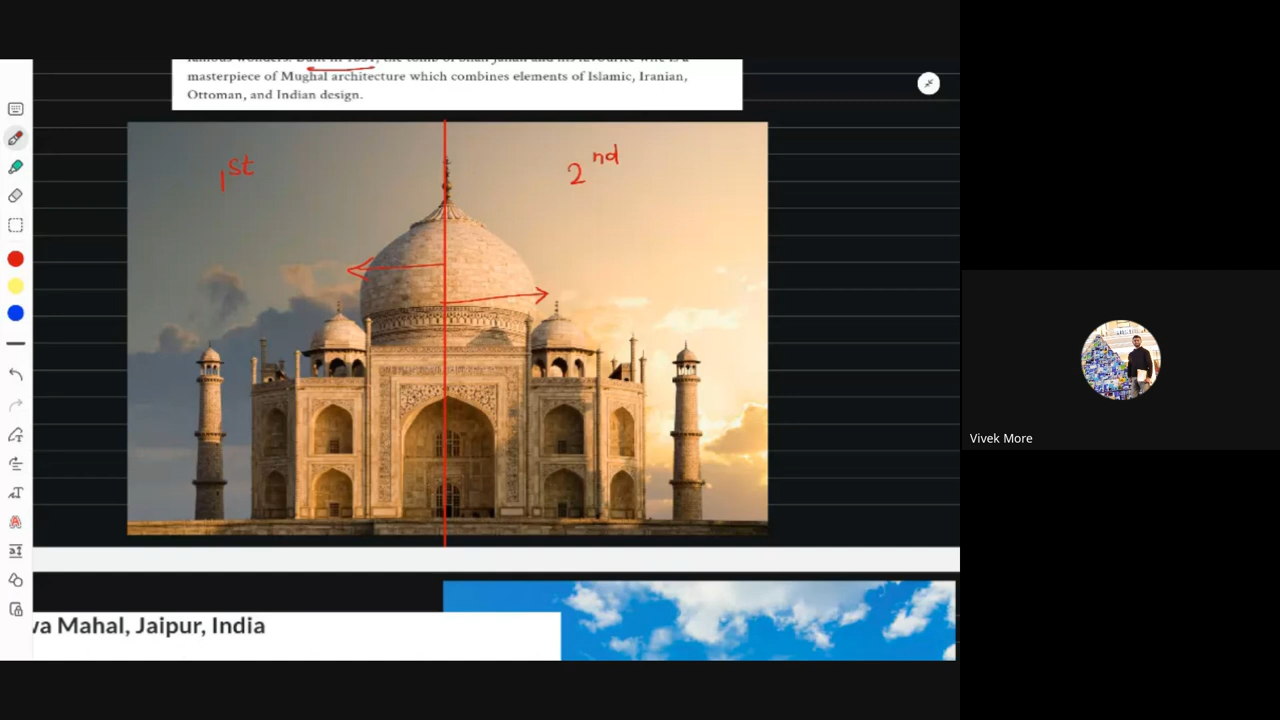 masterpiece of Mughal architecture which combines elements of Islamic, Iranian,
Ottoman, and Indian design.
1st
2nd
Vivek More
va Mahal, Jaipur, India